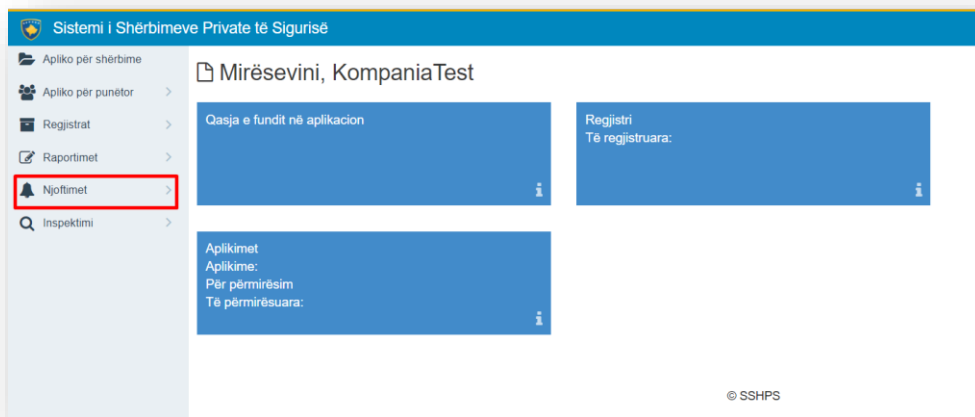 Sistemi i Shërbimeve Private të Sigurisë
Apliko për shërbime
Apliko për punëtor
Regjistrat
Raportimet
Njoftimet
Inspektimi
Mirësevini, KompaniaTest
Qasja e fundit në aplikacion
Regjistri
Të regjistruara:
Aplikimet
Aplikime:
Për përmirësim
Të përmirësuara:
© SSHPS